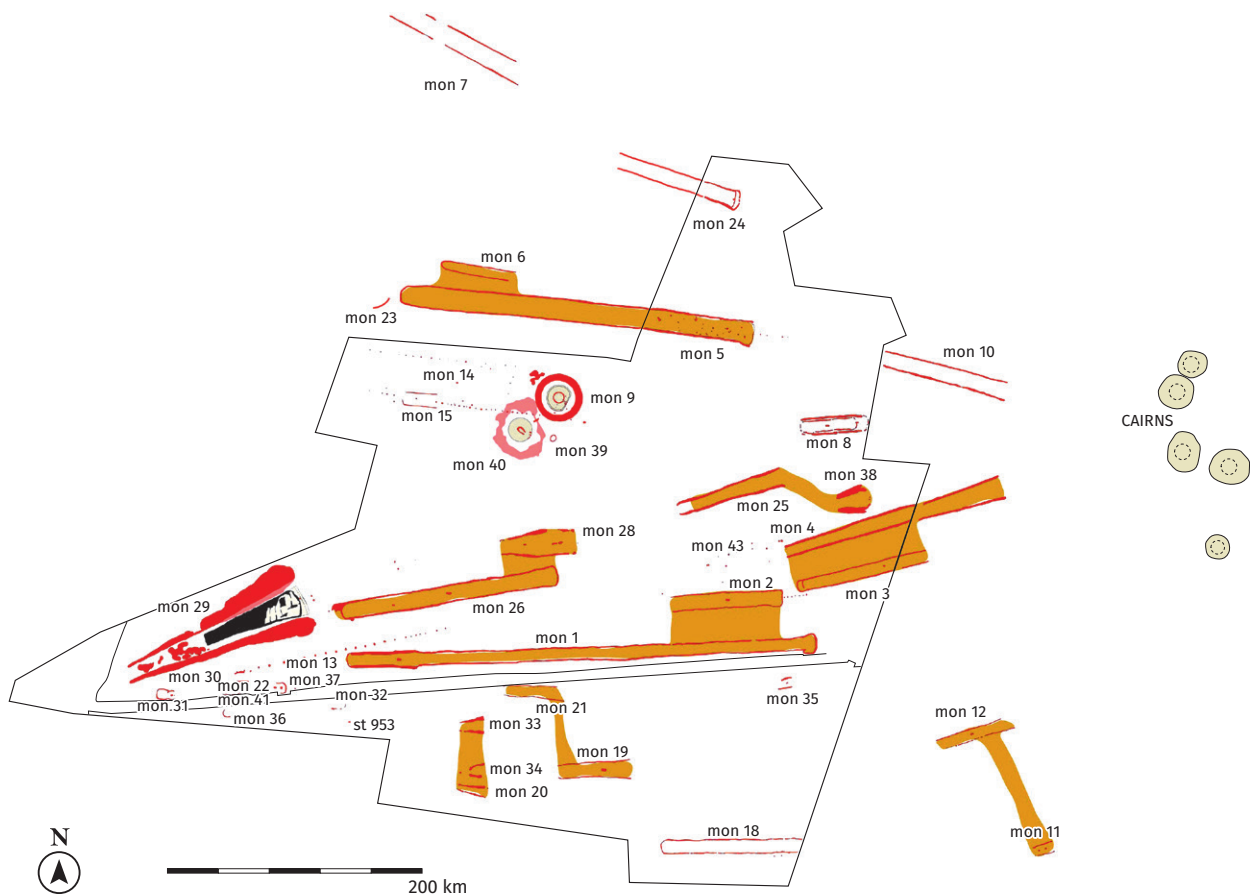 mon 7
mon 24
mon 6
mon 23
mon 5
mon 10
mon 14
mon 9
mon 15
CAIRNS
mon 8
mon 39
mon 40
mon 38
mon 25
mon 4
mon 28
mon 43
mon 2
mon 3
mon 29
mon 26
mon 1
mon 13
mon 30
mon 37
mon 22
mon 32
mon 41
mon 31
mon 36
st 953
mon 35
mon 21
mon 33
mon 12
mon 19
mon 34
mon 20
mon 18
mon 11
N
200 km